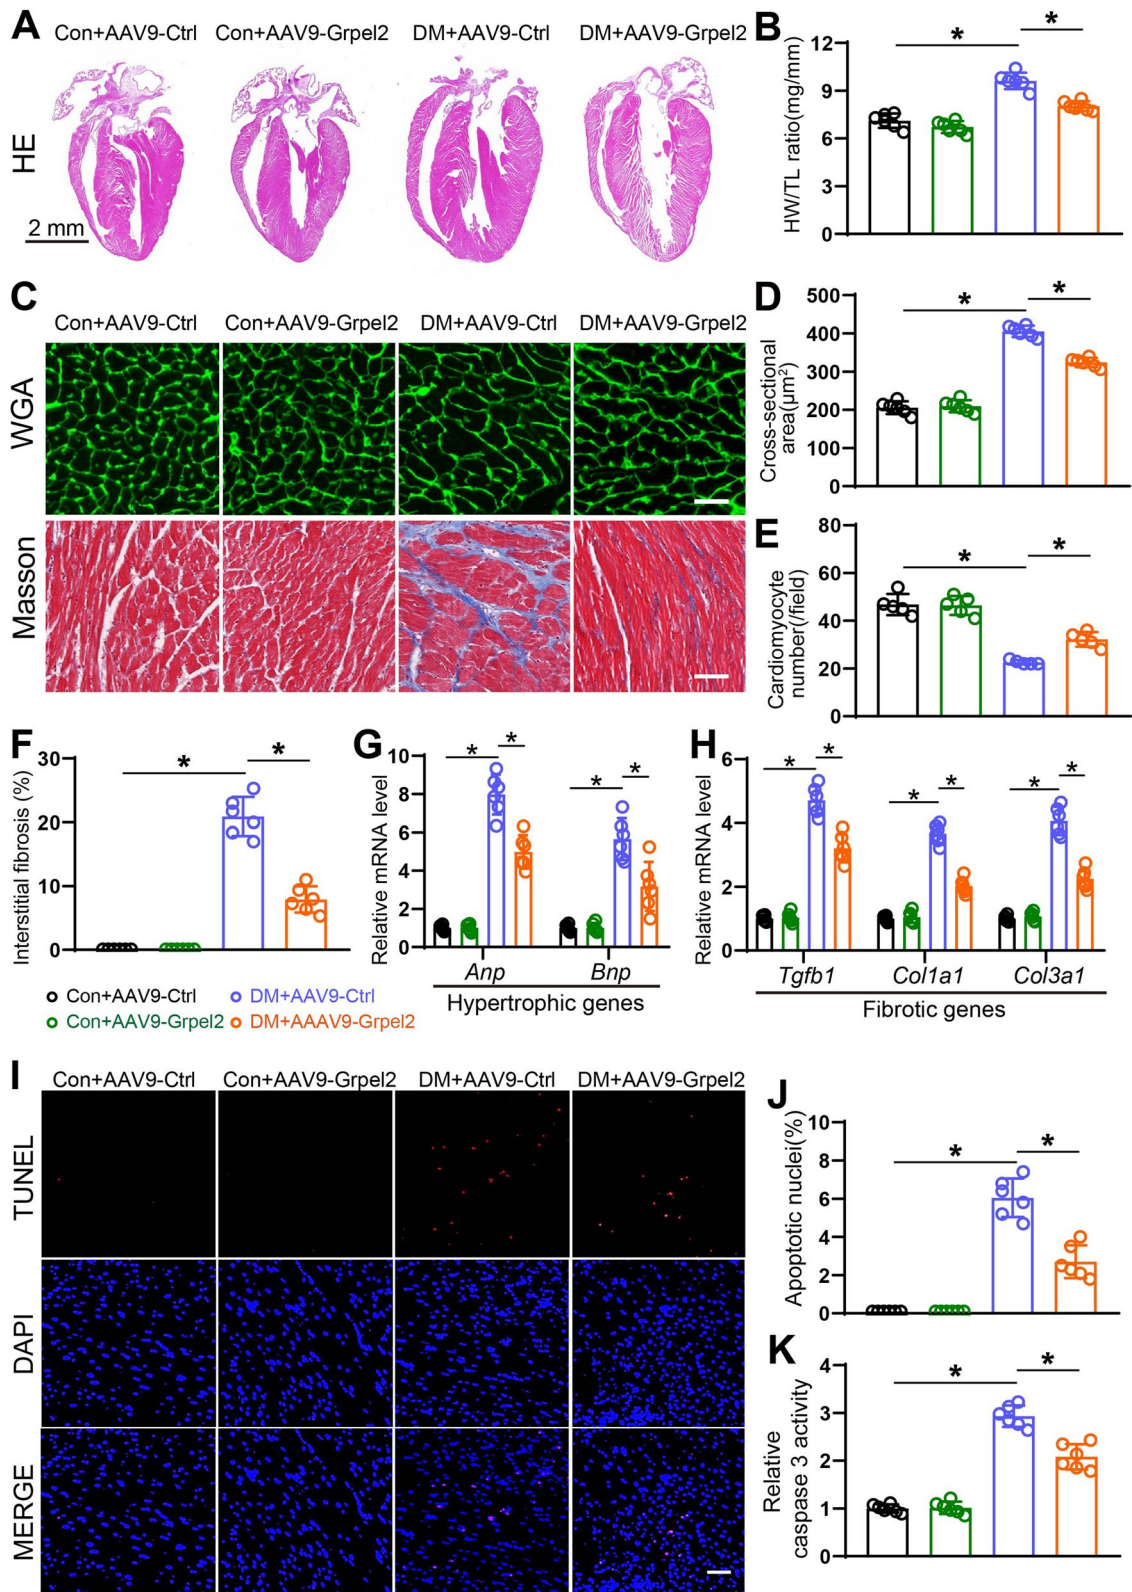 A
Con+AAV9-Ctrl
Con+AAV9-Grpel2
DM+AAV9-Ctrl
DM+AAV9-Grpel2
HE
2 mm
B
HW/TL ratio(mg/mm)
12
9
6
3
0
*
*
C
Con+AAV9-Ctrl
Con+AAV9-Grpel2
DM+AAV9-Ctrl
DM+AAV9-Grpel2
WGA
Masson
D
Cross-sectional
area(μm²)
500
400
300
200
100
0
*
*
E
Cardiomyocyte
number(/field)
80
60
40
20
0
*
*
F
Interstitial fibrosis (%)
30
20
10
0
*
*
G
Relative mRNA level
10
8
6
4
2
0
*
*
*
*
Anp
Bnp
Hypertrophic genes
H
Relative mRNA level
6
4
2
0
*
*
*
*
*
*
Tgfb1
Col1a1
Col3a1
Fibrotic genes
Con+AAV9-Ctrl
DM+AAV9-Ctrl
Con+AAV9-Grpel2
DM+AAAV9-Grpel2
I
Con+AAV9-Ctrl
Con+AAV9-Grpel2
DM+AAV9-Ctrl
DM+AAV9-Grpel2
TUNEL
DAPI
MERGE
J
Apoptotic nuclei(%)
10
8
6
4
2
0
*
*
K
Relative
caspase 3 activity
4
3
2
1
0
*
*